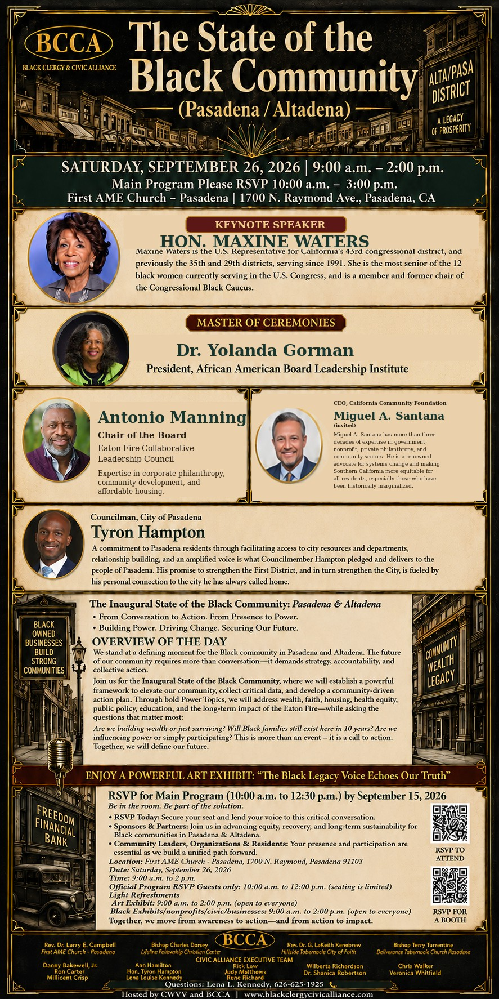 BCCA
BLACK CLERGY & CIVIC ALLIANCE
The State of the
Black Community
(Pasadena / Altadena)
ALTA/PASA
DISTRICT
A LEGACY
OF PROSPERITY
SATURDAY, SEPTEMBER 26, 2026 | 9:00 a.m. – 2:00 p.m.
Main Program Please RSVP 10:00 a.m. – 3:00 p.m.
First AME Church – Pasadena | 1700 N. Raymond Ave., Pasadena, CA
KEYNOTE SPEAKER
HON. MAXINE WATERS
Maxine Waters is the U.S. Representative for California's 43rd congressional district, and
previously the 35th and 29th districts, serving since 1991. She is the most senior of the 12
black women currently serving in the U.S. Congress, and is a member and former chair of
the Congressional Black Caucus.
MASTER OF CEREMONIES
Dr. Yolanda Gorman
President, African American Board Leadership Institute
Antonio Manning
Chair of the Board
Eaton Fire Collaborative
Leadership Council
Expertise in corporate philanthropy,
community development, and
affordable housing.
CEO, California Community Foundation
Miguel A. Santana
(invited)
Miguel A. Santana has more than three
decades of expertise in government,
nonprofit, private philanthropy, and
community sectors. He is a renowned
advocate for systems change and making
Southern California more equitable for
all residents, especially those who have
been historically marginalized.
Councilman, City of Pasadena
Tyron Hampton
A commitment to Pasadena residents through facilitating access to city resources and departments,
relationship building, and an amplified voice is what Councilmember Hampton pledged and delivers to the
people of Pasadena. His promise to strengthen the First District, and in turn strengthen the City, is fueled by
his personal connection to the city he has always called home.
BLACK
OWNED
BUSINESSES
BUILD
STRONG
COMMUNITIES
The Inaugural State of the Black Community: Pasadena & Altadena
• From Conversation to Action. From Presence to Power.
• Building Power. Driving Change. Securing Our Future.
OVERVIEW OF THE DAY
We stand at a defining moment for the Black community in Pasadena and Altadena. The future
of our community requires more than conversation—it demands strategy, accountability, and
collective action.
Join us for the Inaugural State of the Black Community, where we will establish a powerful
framework to elevate our community, collect critical data, and develop a community-driven
action plan. Through bold Power Topics, we will address wealth, faith, housing, health equity,
public policy, education, and the long-term impact of the Eaton Fire—while asking the
questions that matter most:
Are we building wealth or just surviving? Will Black families still exist here in 10 years? Are we
influencing power or simply participating? This is more than an event – it is a call to action.
Together, we will define our future.
COMMUNITY
WEALTH
LEGACY
ENJOY A POWERFUL ART EXHIBIT: “The Black Legacy Voice Echoes Our Truth”
FREEDOM
FINANCIAL
BANK
RSVP for Main Program (10:00 a.m. to 12:30 p.m.) by September 15, 2026
Be in the room. Be part of the solution.
• RSVP Today: Secure your seat and lend your voice to this critical conversation.
• Sponsors & Partners: Join us in advancing equity, recovery, and long-term sustainability for
Black communities in Pasadena & Altadena.
• Community Leaders, Organizations & Residents: Your presence and participation are
essential as we build a unified path forward.
Location: First AME Church - Pasadena, 1700 N. Raymond, Pasadena 91103
Date: Saturday, September 26, 2026
Time: 9:00 a.m. to 2 p.m.
Official Program RSVP Guests only: 10:00 a.m. to 12:00 p.m. (seating is limited)
Light Refreshments
Art Exhibit: 9:00 a.m. to 2:00 p.m. (open to everyone)
Black Exhibits/nonprofits/civic/businesses: 9:00 a.m. to 2:00 p.m. (open to everyone)
Together, we move from awareness to action—and from action to impact.
RSVP TO
ATTEND
RSVP FOR
A BOOTH
BCCA
Rev. Dr. Larry E. Campbell
First AME Church - Pasadena
Bishop Charles Dorsey
Lifeline Fellowship Christian Center
Rev. Dr. G. LaKeith Kenebrew
Hillside Tabernacle City of Faith
Bishop Terry Turrentine
Deliverance Tabernacle Church Pasadena
CIVIC ALLIANCE EXECUTIVE TEAM
Danny Bakewell, Jr.
Ron Carter
Millicent Crisp
Ann Hamilton
Hon. Tyron Hampton
Lena Louise Kennedy
Rick Law
Judy Matthews
Rene Richard
Wilberta Richardson
Dr. Shanica Robertson
Chris Walker
Veronica Whitfield
Questions: Lena L. Kennedy, 626-625-1925
Hosted by CWVV and BCCA | www.blackclergycivicalliance.com